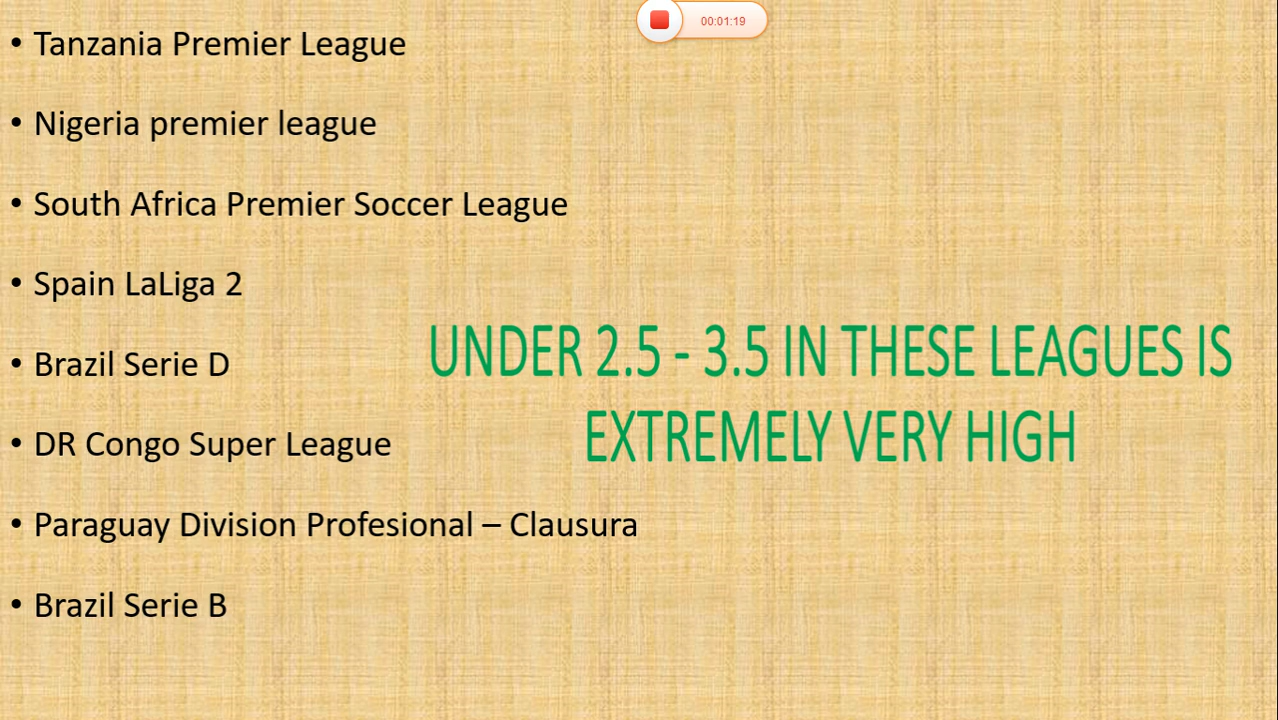 00:01:19
• Tanzania Premier League
• Nigeria premier league
• South Africa Premier Soccer League
• Spain LaLiga 2
• Brazil Serie D
• DR Congo Super League
• Paraguay Division Profesional – Clausura
• Brazil Serie B
UNDER 2.5 - 3.5 IN THESE LEAGUES IS
EXTREMELY VERY HIGH